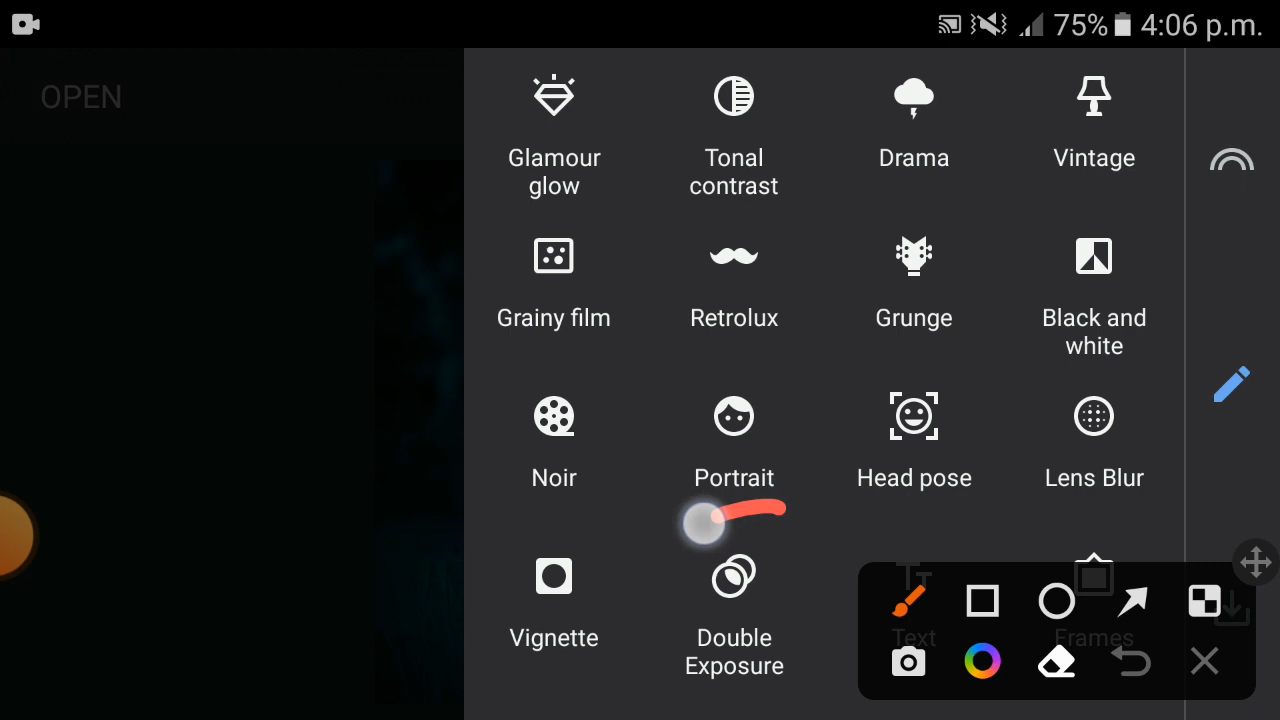 75% 4:06 p.m.
OPEN
Glamour
glow
Tonal
contrast
Drama
Vintage
Grainy film
Retrolux
Grunge
Black and
white
Noir
Portrait
Head pose
Lens Blur
Vignette
Double
Exposure
Text
Frames